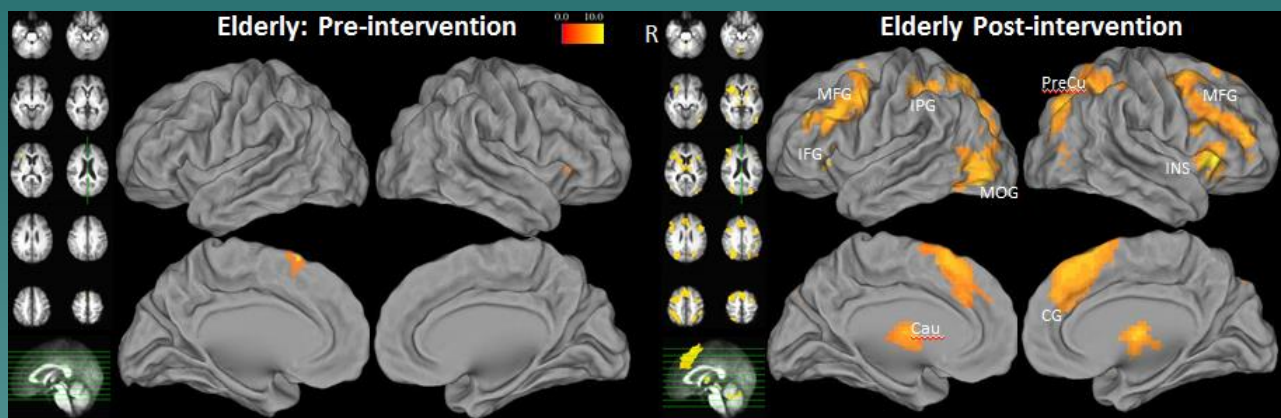 Elderly: Pre-intervention
0.0 10.0
R
Elderly Post-intervention
MFG
IPG
PreCu
MFG
IFG
INS
MOG
Cau
CG